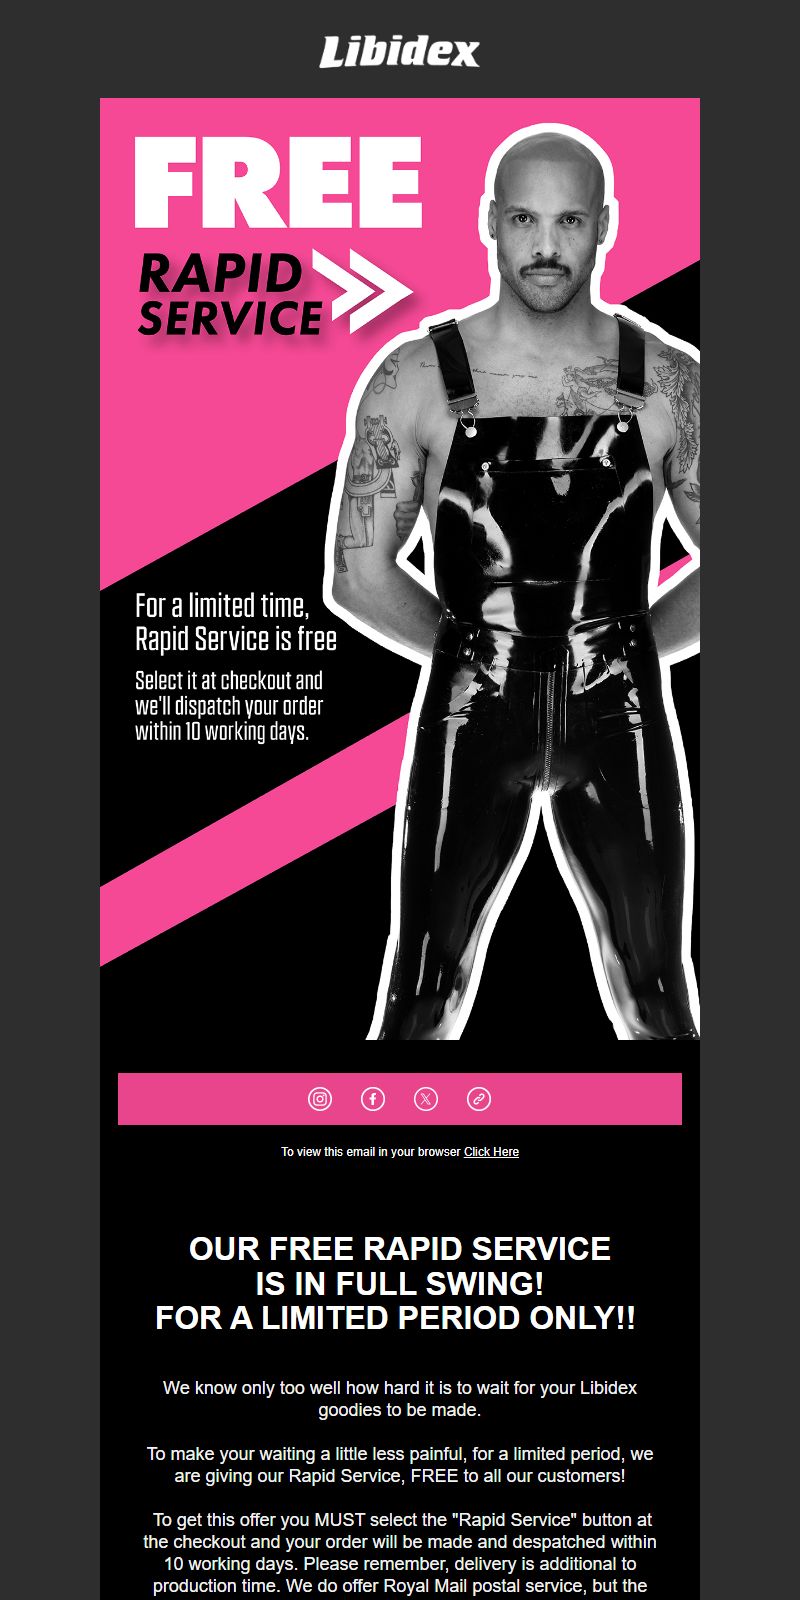 Libidex
FREE
RAPID
SERVICE
For a limited time,
Rapid Service is free
Select it at checkout and
we'll dispatch your order
within 10 working days.
To view this email in your browser Click Here
OUR FREE RAPID SERVICE
IS IN FULL SWING!
FOR A LIMITED PERIOD ONLY!!
We know only too well how hard it is to wait for your Libidex
goodies to be made.
To make your waiting a little less painful, for a limited period, we
are giving our Rapid Service, FREE to all our customers!
To get this offer you MUST select the "Rapid Service" button at
the checkout and your order will be made and despatched within
10 working days. Please remember, delivery is additional to
production time. We do offer Royal Mail postal service, but the